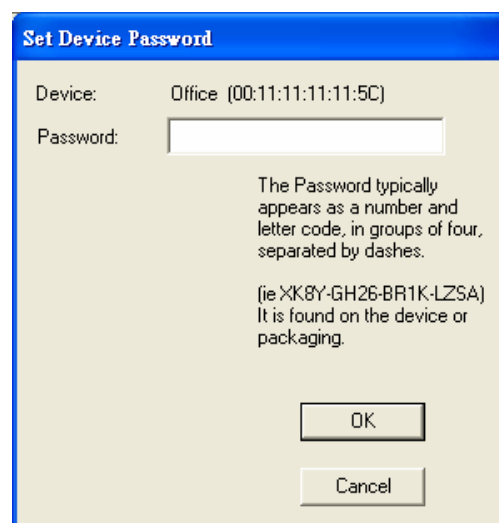 Set Device Password
Device: Office (00:11:11:11:11:5C)
Password:
The Password typically
appears as a number and
letter code, in groups of four,
separated by dashes.
(ie XK8Y-GH26-BR1K-LZSA)
It is found on the device or
packaging.
OK
Cancel